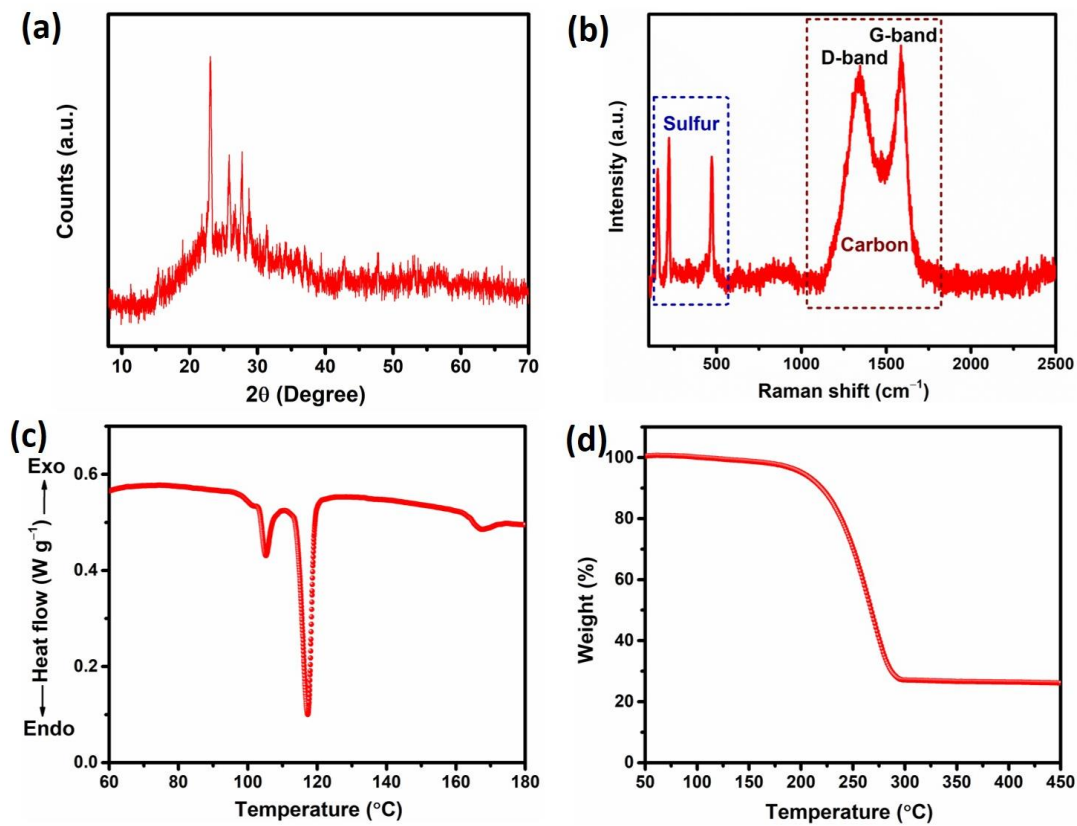 (a)
Counts (a.u.)
10 20 30 40 50 60 70
2θ (Degree)
(b)
G-band
D-band
Sulfur
Carbon
Intensity (a.u.)
500 1000 1500 2000 2500
Raman shift (cm⁻¹)
(c)
Endo ← Heat flow (W g⁻¹) → Exo
0.6
0.4
0.2
0.0
60 80 100 120 140 160 180
Temperature (°C)
(d)
Weight (%)
100
80
60
40
20
0
50 100 150 200 250 300 350 400 450
Temperature (°C)